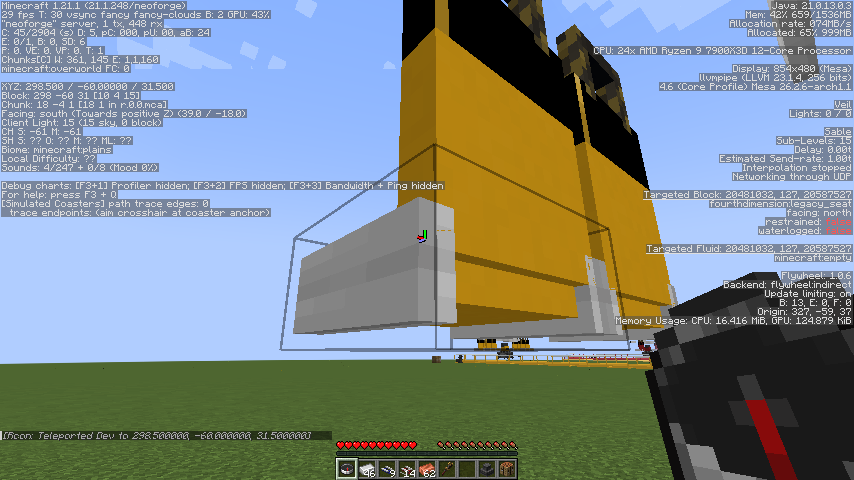 Minecraft 1.21.1 (21.1.248/neoforge)
29 fps T: 30 vsync fancy fancy-clouds B: 2 GPU: 43%
"neoforge" server, 1 tx, 448 rx
C: 45/2904 (s) D: 5, pC: 000, pU: 00, aB: 24
E: 0/1, B: 0, SD: 6
P: 0. VE: 0. VP: 0. T: 1
Chunks[C] W: 361, 145 E: 1,1,160
minecraft:overworld FC: 0
XYZ: 298.500 / -60.00000 / 31.500
Block: 298 -60 31 [10 4 15]
Chunk: 18 -4 1 [18 1 in r.0.0.mca]
Facing: south (Towards positive Z) (39.0 / -18.0)
Client Light: 15 (15 sky, 0 block)
CH S: -61 M: -61
SH S: ?? O: ?? M: ?? ML: ??
Biome: minecraft:plains
Local Difficulty: ??
Sounds: 4/247 + 0/8 (Mood 0%)
Debug charts: [F3+1] Profiler hidden; [F3+2] FPS hidden; [F3+3] Bandwidth + Ping hidden
For help: press F3 + Q
[Simulated Coasters] path trace edges: 0
trace endpoints: (aim crosshair at coaster anchor)
Java: 21.0.13.0.3
Mem: 42% 659/1536MB
Allocation rate: 074MB/s
Allocated: 65% 999MB
CPU: 24x AMD Ryzen 9 7900X3D 12-Core Processor
Display: 854x480 (Mesa)
llvmpipe (LLVM 23.1.4, 256 bits)
4.6 (Core Profile) Mesa 26.2.6-arch1.1
Veil
Lights: 0 / 0
Sable
Sub-Levels: 15
Delay: 0.00t
Estimated Send-rate: 1.00t
Interpolation stopped
Networking through UDP
Targeted Block: 20481032, 127, 20587527
fourthdimension:legacy_seat
facing: north
restrained: false
waterlogged:
Targeted Fluid: 20481032, 127, 20587527
minecraft:empty
Flywheel: 1.0.6
Backend: flywheel:indirect
Update limiting: on
B: 13, E: 0, F: 0
Origin: 327, -59, 37
Memory Usage: CPU: 16.416 MiB, GPU: 124.879 KiB
[Rcon: Teleported Dev to 298.500000, -60.000000, 31.500000]
46 9 14 62